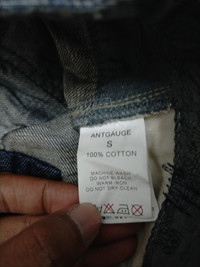 ANTGAUGE
S
100% COTTON
MACHINE WASH
DO NOT BLEACH
WARM IRON
DO NOT DRY CLEAN